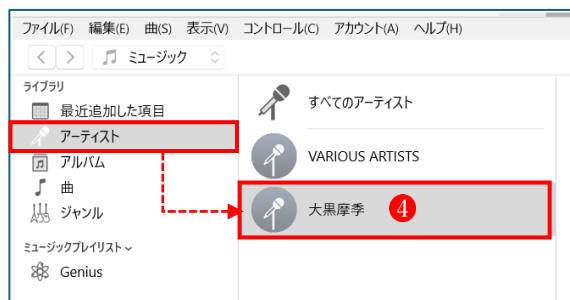 ファイル(F) 編集(E) 曲(S) 表示(V) コントロール(C) アカウント(A) ヘルプ(H)
ミュージック
ライブラリ
最近追加した項目
アーティスト
アルバム
曲
ジャンル
ミュージックプレイリスト
Genius
すべてのアーティスト
VARIOUS ARTISTS
大黒摩季 4